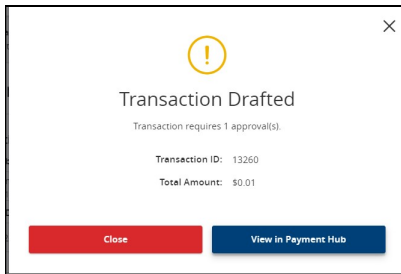 Transaction Drafted
Transaction requires 1 approval(s).
Transaction ID: 13260
Total Amount: $0.01
Close View in Payment Hub